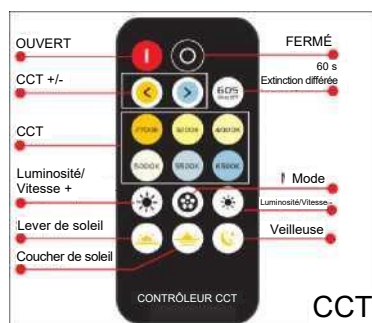 OUVERT
FERMÉ
CCT +/-
60 s
Extinction différée
60S
CCT
2700K
3200K
4000K
5000K
5500K
6500K
Luminosité/
Vitesse +
Mode
Luminosité/Vitesse -
Lever de soleil
Veilleuse
Coucher de soleil
CONTRÔLEUR CCT
CCT